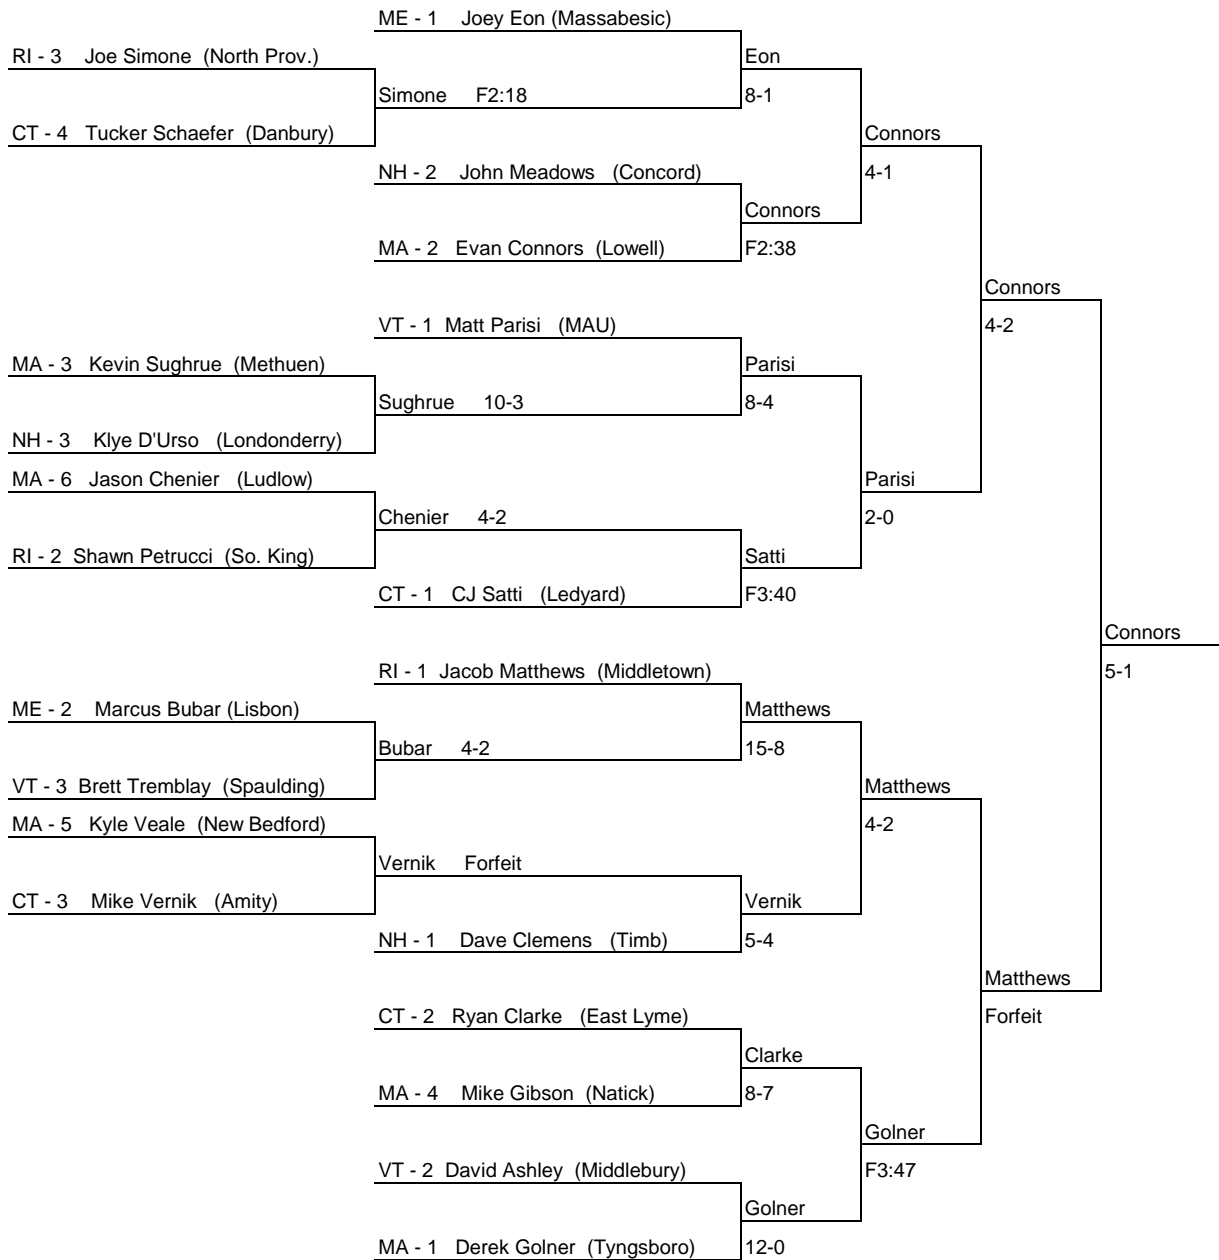 ME - 1 Joey Eon (Massabesic)
RI - 3 Joe Simone (North Prov.)
Eon
Simone F2:18
8-1
CT - 4 Tucker Schaefer (Danbury)
Connors
NH - 2 John Meadows (Concord)
4-1
Connors
MA - 2 Evan Connors (Lowell)
F2:38
Connors
VT - 1 Matt Parisi (MAU)
4-2
MA - 3 Kevin Sughrue (Methuen)
Parisi
Sughrue 10-3
8-4
NH - 3 Klye D'Urso (Londonderry)
MA - 6 Jason Chenier (Ludlow)
Parisi
Chenier 4-2
2-0
RI - 2 Shawn Petrucci (So. King)
Satti
CT - 1 CJ Satti (Ledyard)
F3:40
Connors
RI - 1 Jacob Matthews (Middletown)
5-1
ME - 2 Marcus Bubar (Lisbon)
Matthews
Bubar 4-2
15-8
VT - 3 Brett Tremblay (Spaulding)
Matthews
MA - 5 Kyle Veale (New Bedford)
4-2
Vernik Forfeit
CT - 3 Mike Vernik (Amity)
Vernik
NH - 1 Dave Clemens (Timb)
5-4
Matthews
CT - 2 Ryan Clarke (East Lyme)
Forfeit
Clarke
MA - 4 Mike Gibson (Natick)
8-7
Golner
VT - 2 David Ashley (Middlebury)
F3:47
Golner
MA - 1 Derek Golner (Tyngsboro)
12-0